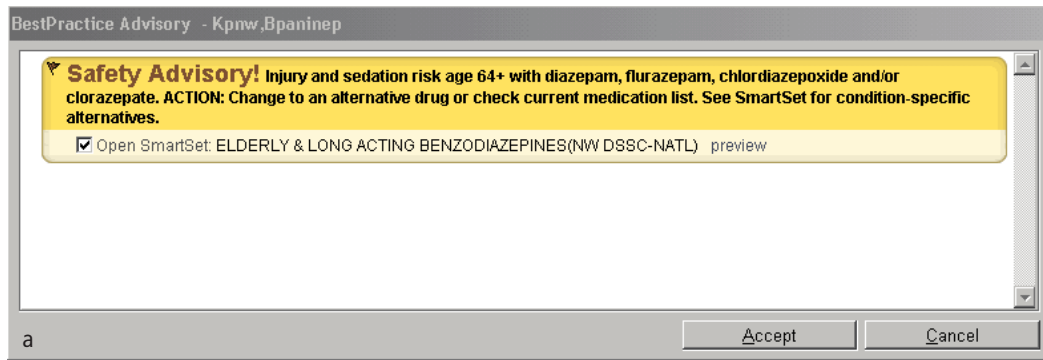 BestPractice Advisory - Kpnw,Bpaninep
Safety Advisory! Injury and sedation risk age 64+ with diazepam, flurazepam, chlordiazepoxide and/or
clorazepate. ACTION: Change to an alternative drug or check current medication list. See SmartSet for condition-specific
alternatives.
Open SmartSet: ELDERLY & LONG ACTING BENZODIAZEPINES(NW DSSC-NATL) preview
a
Accept Cancel